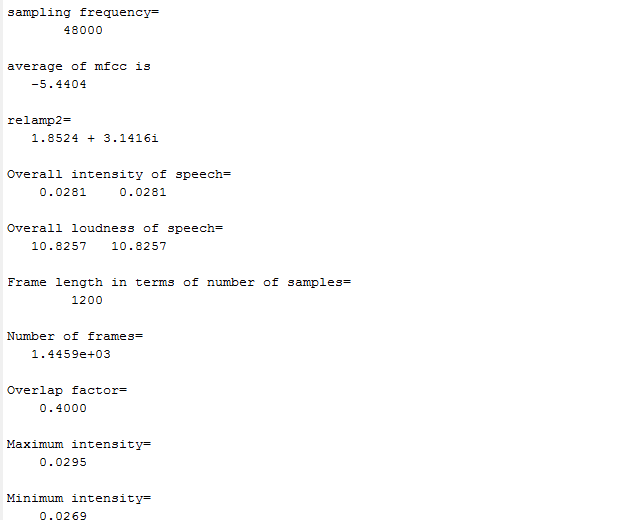 sampling frequency=
48000
average of mfcc is
-5.4404
relamp2=
1.8524 + 3.1416i
Overall intensity of speech=
0.0281 0.0281
Overall loudness of speech=
10.8257 10.8257
Frame length in terms of number of samples=
1200
Number of frames=
1.4459e+03
Overlap factor=
0.4000
Maximum intensity=
0.0295
Minimum intensity=
0.0269